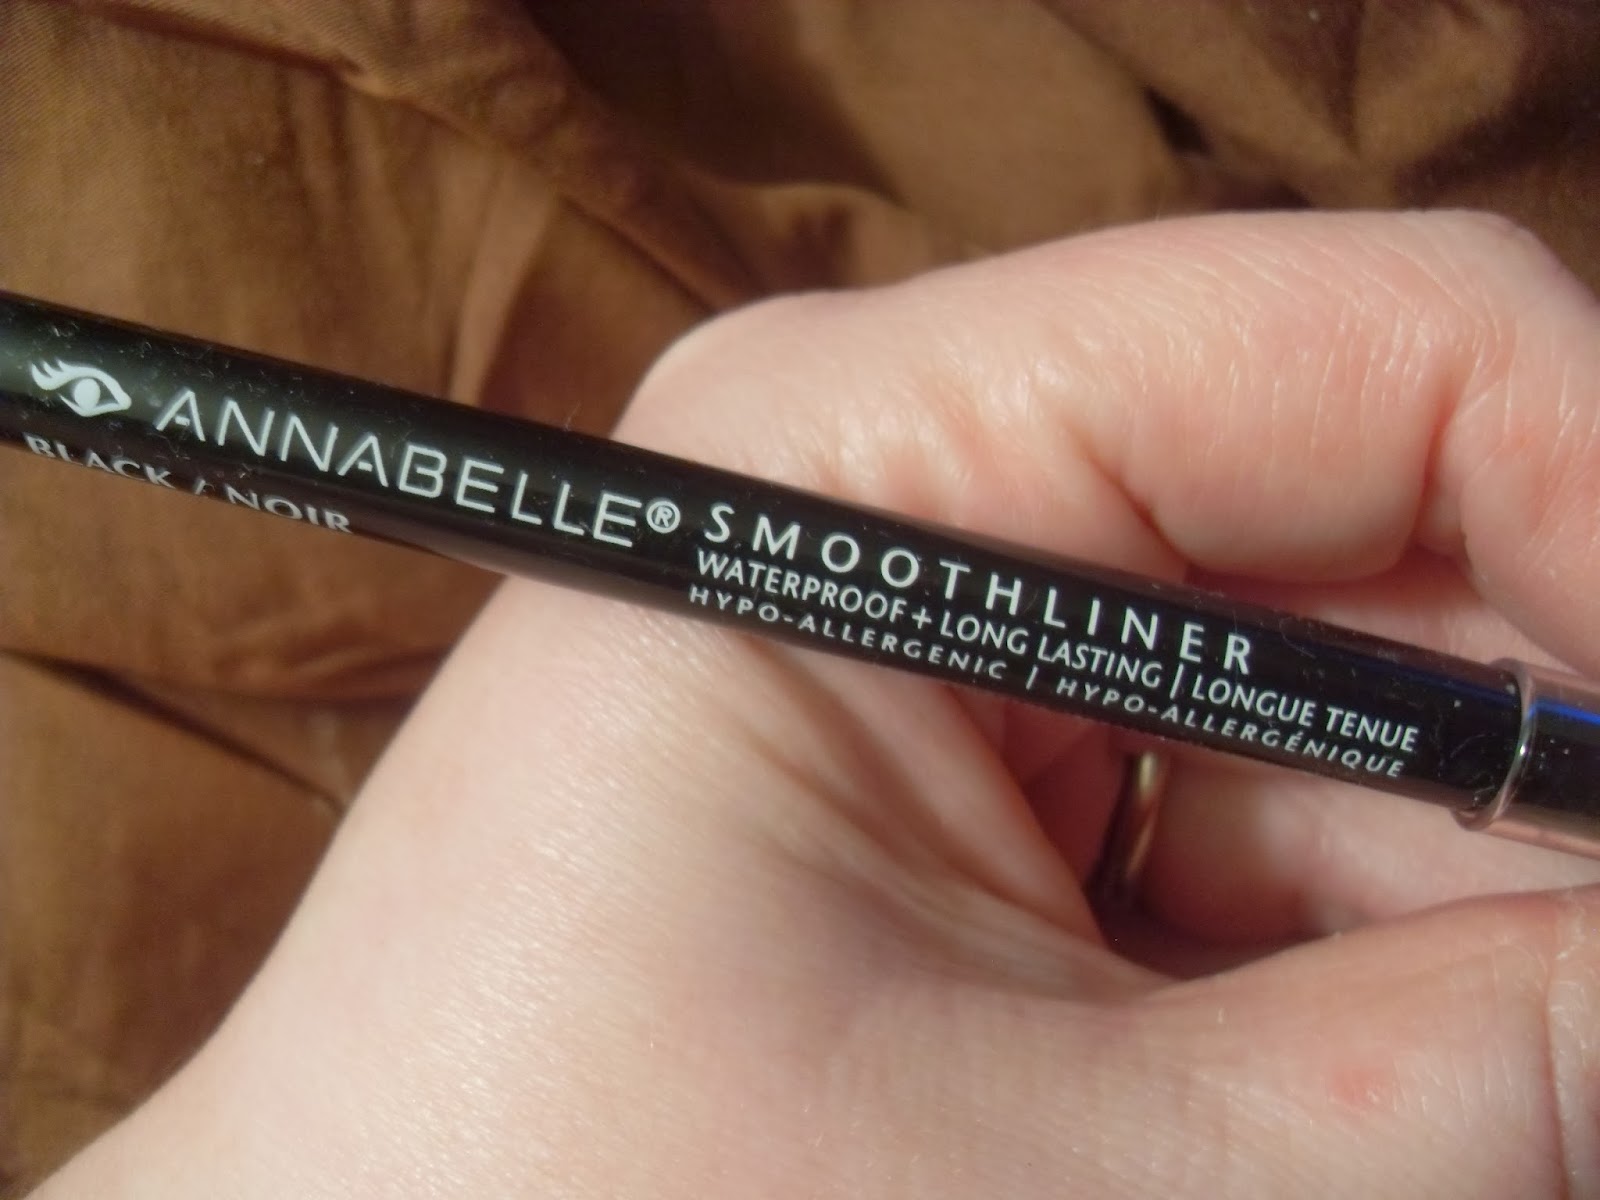 ANNABELLE® SMOOTHLINER
WATERPROOF + LONG LASTING | LONGUE TENUE
HYPO-ALLERGENIC | HYPO-ALLERGÉNIQUE
BLACK / NOIR